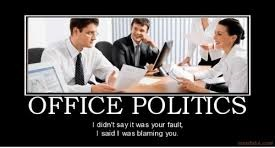 OFFICE POLITICS
I didn't say it was your fault,
I said I was blaming you.